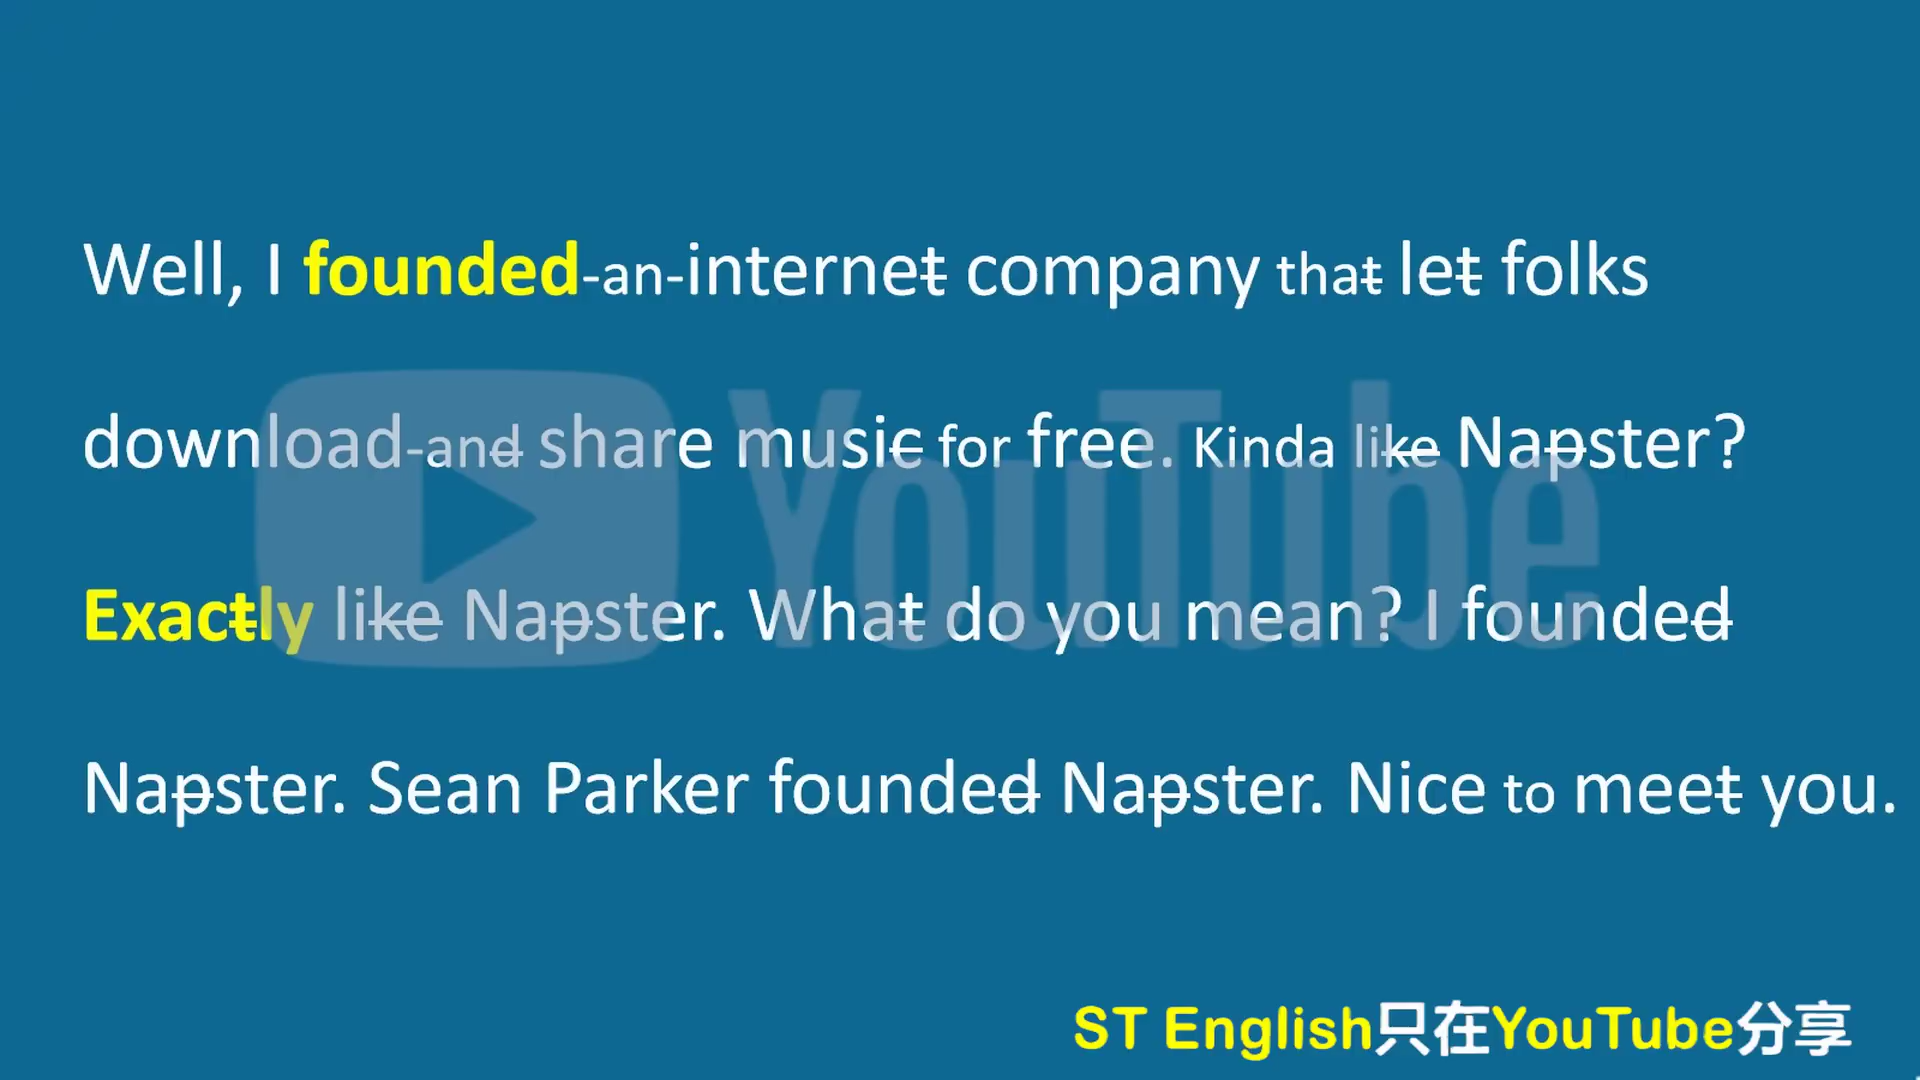 Well, I founded-an-internet company that let folks
download-and share music for free. Kinda like Napster?
YouTube
Exactly like Napster. What do you mean? I founded
Napster. Sean Parker founded Napster. Nice to meet you.
ST English只在YouTube分享